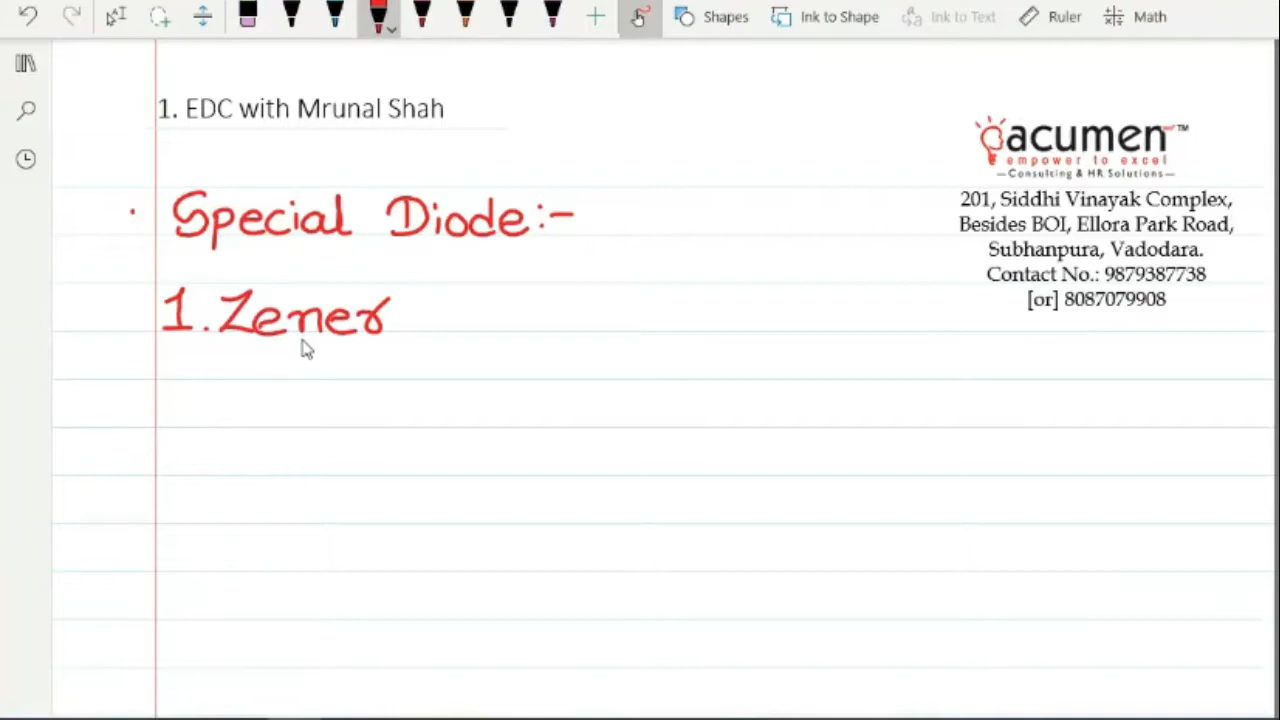 Shapes
Ink to Shape
Ink to Text
Ruler
Math
1. EDC with Mrunal Shah
acumen™
empower to excel
—Consulting & HR Solutions—
201, Siddhi Vinayak Complex,
Besides BOI, Ellora Park Road,
Subhanpura, Vadodara.
Contact No.: 9879387738
[or] 8087079908
· Special Diode:-
1. Zener